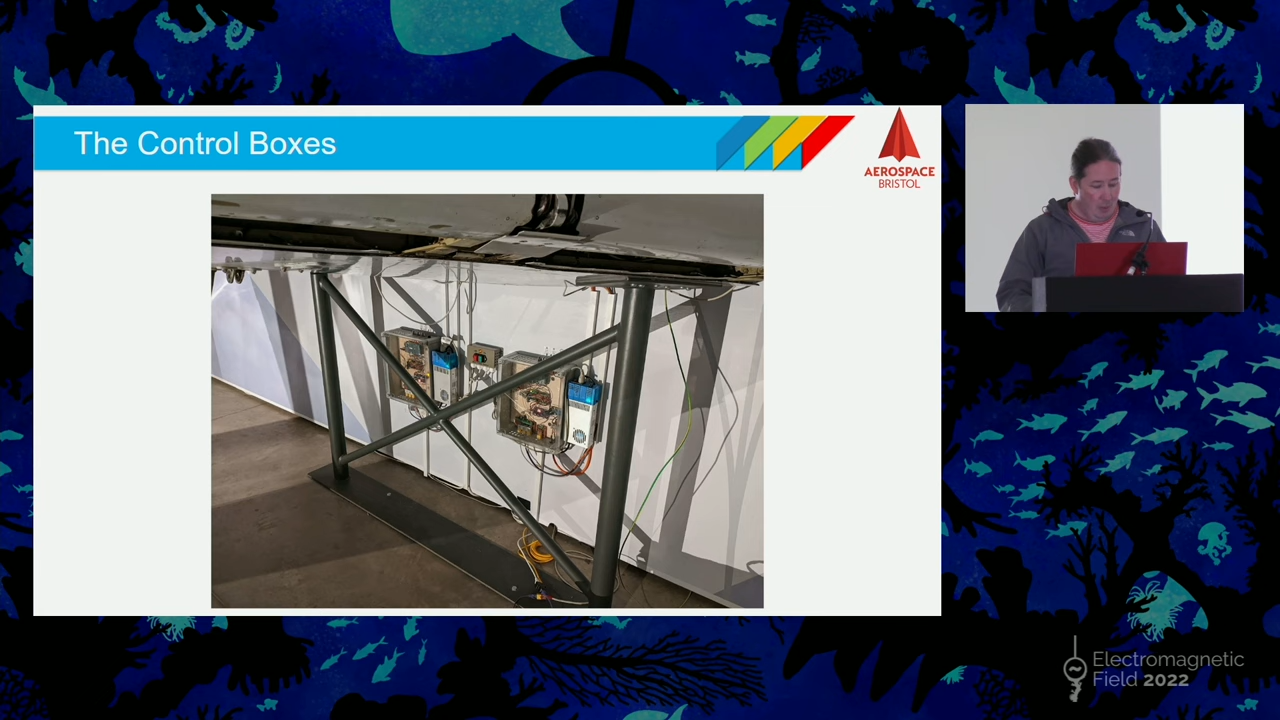 The Control Boxes
AEROSPACE
BRISTOL
Electromagnetic
Field 2022